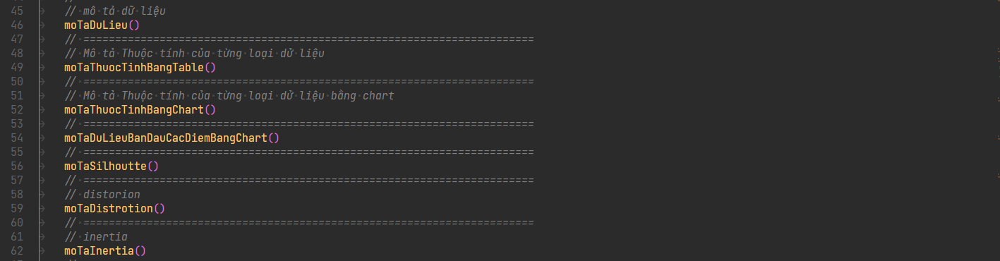 45 // mô tả dữ liệu
46 moTaDuLieu()
47 // =======================================================================
48 // Mô tả Thuộc tính của từng loại dử liệu
49 moTaThuocTinhBangTable()
50 // =======================================================================
51 // Mô tả Thuộc tính của từng loại dử liệu bằng chart
52 moTaThuocTinhBangChart()
53 // =======================================================================
54 moTaDuLieuBanDauCacDiemBangChart()
55 // =======================================================================
56 moTaSilhoutte()
57 // =======================================================================
58 // distorion
59 moTaDistrotion()
60 // =======================================================================
61 // inertia
62 moTaInertia()